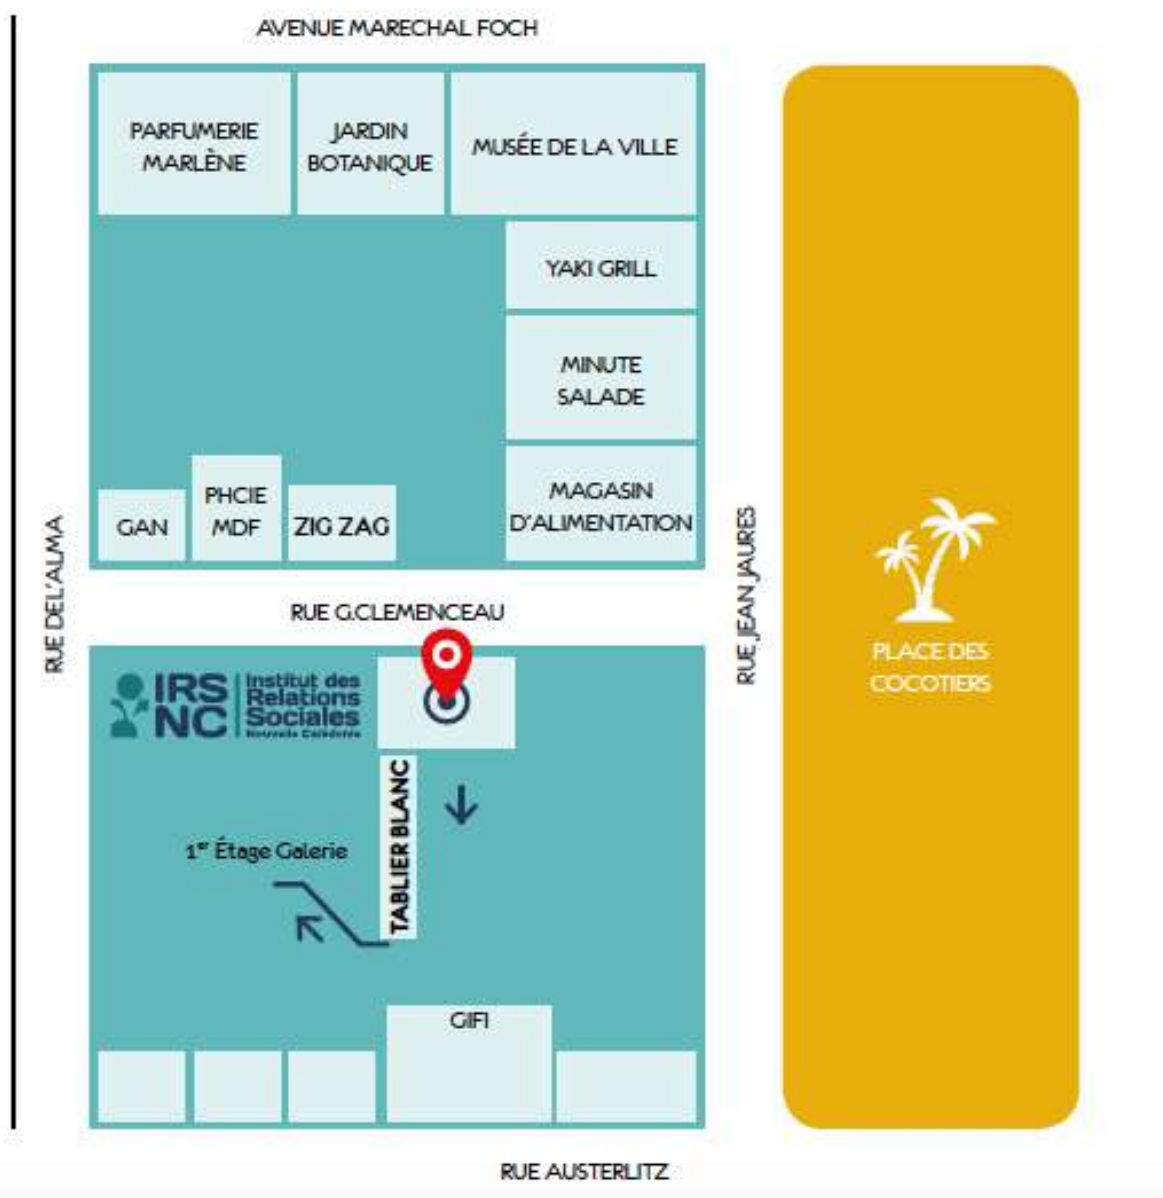 AVENUE MARECHAL FOCH
PARFUMERIE
MARLÈNE
JARDIN
BOTANIQUE
MUSÉE DE LA VILLE
YAKI GRILL
MINUTE
SALADE
MAGASIN
D'ALIMENTATION
GAN
PHCIE
MDF
ZIG ZAG
RUE DEL'ALMA
RUE G.CLEMENCEAU
RUE JEAN JAURES
PLACE DES
COCOTIERS
IRS
NC
Institut des
Relations
Sociales
Nouvelle Calédonie
TABLIER BLANC
1er Étage Galerie
GIFI
RUE AUSTERLITZ